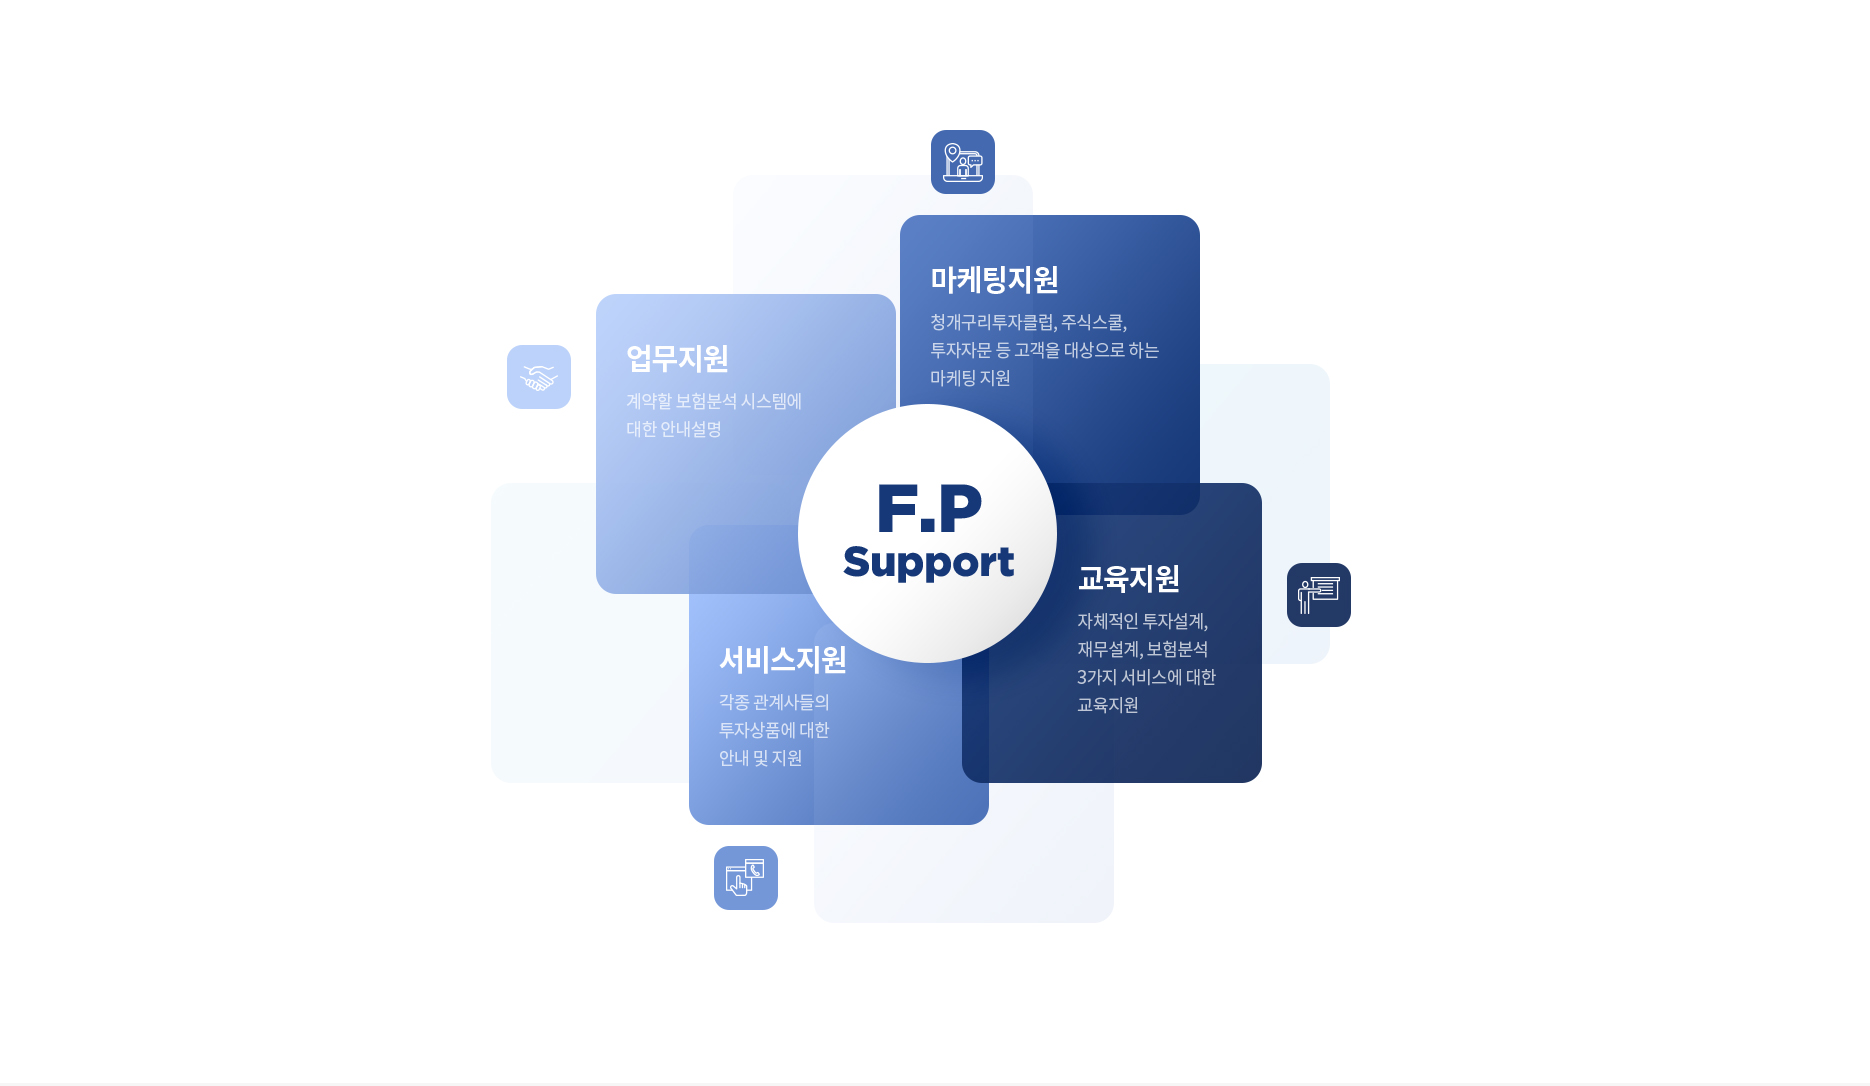 마케팅지원
청개구리투자클럽, 주식스쿨,
투자자문 등 고객을 대상으로 하는
마케팅 지원
업무지원
계약할 보험분석 시스템에
대한 안내설명
F.P
Support
교육지원
자체적인 투자설계,
재무설계, 보험분석
3가지 서비스에 대한
교육지원
서비스지원
각종 관계사들의
투자상품에 대한
안내 및 지원